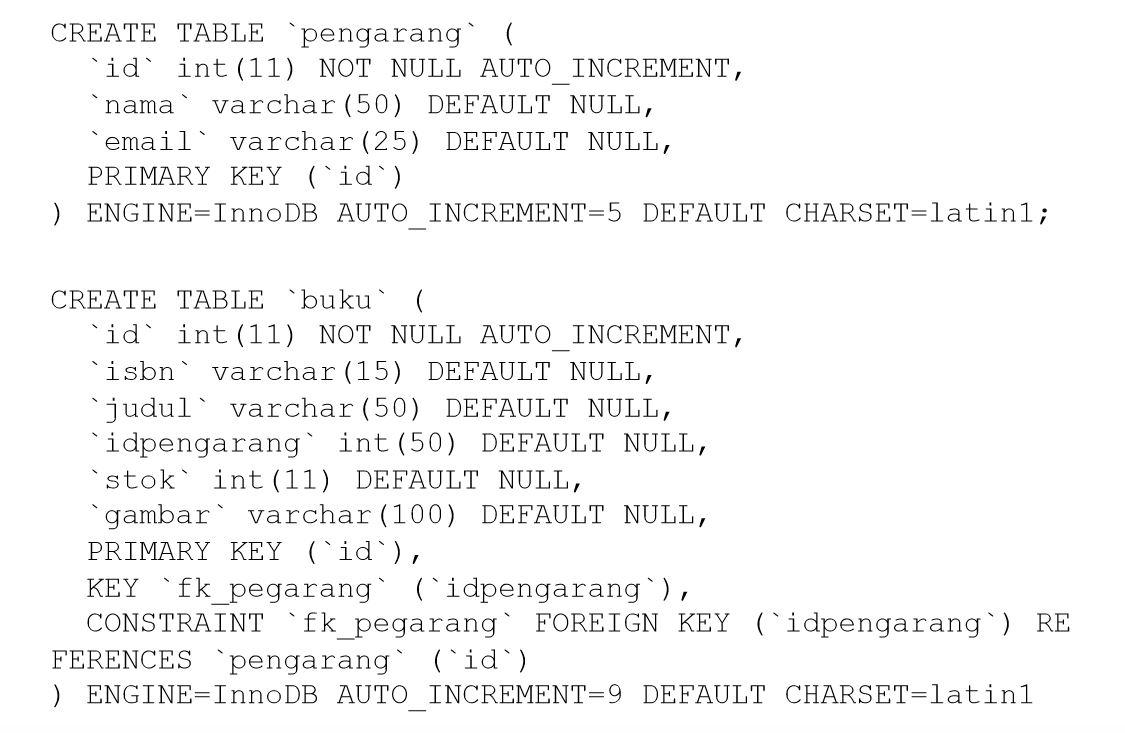 CREATE TABLE `pengarang` (
  `id` int(11) NOT NULL AUTO_INCREMENT,
  `nama` varchar(50) DEFAULT NULL,
  `email` varchar(25) DEFAULT NULL,
  PRIMARY KEY (`id`)
) ENGINE=InnoDB AUTO_INCREMENT=5 DEFAULT CHARSET=latin1;

CREATE TABLE `buku` (
  `id` int(11) NOT NULL AUTO_INCREMENT,
  `isbn` varchar(15) DEFAULT NULL,
  `judul` varchar(50) DEFAULT NULL,
  `idpengarang` int(50) DEFAULT NULL,
  `stok` int(11) DEFAULT NULL,
  `gambar` varchar(100) DEFAULT NULL,
  PRIMARY KEY (`id`),
  KEY `fk_pegarang` (`idpengarang`),
  CONSTRAINT `fk_pegarang` FOREIGN KEY (`idpengarang`) RE
FERENCES `pengarang` (`id`)
) ENGINE=InnoDB AUTO_INCREMENT=9 DEFAULT CHARSET=latin1